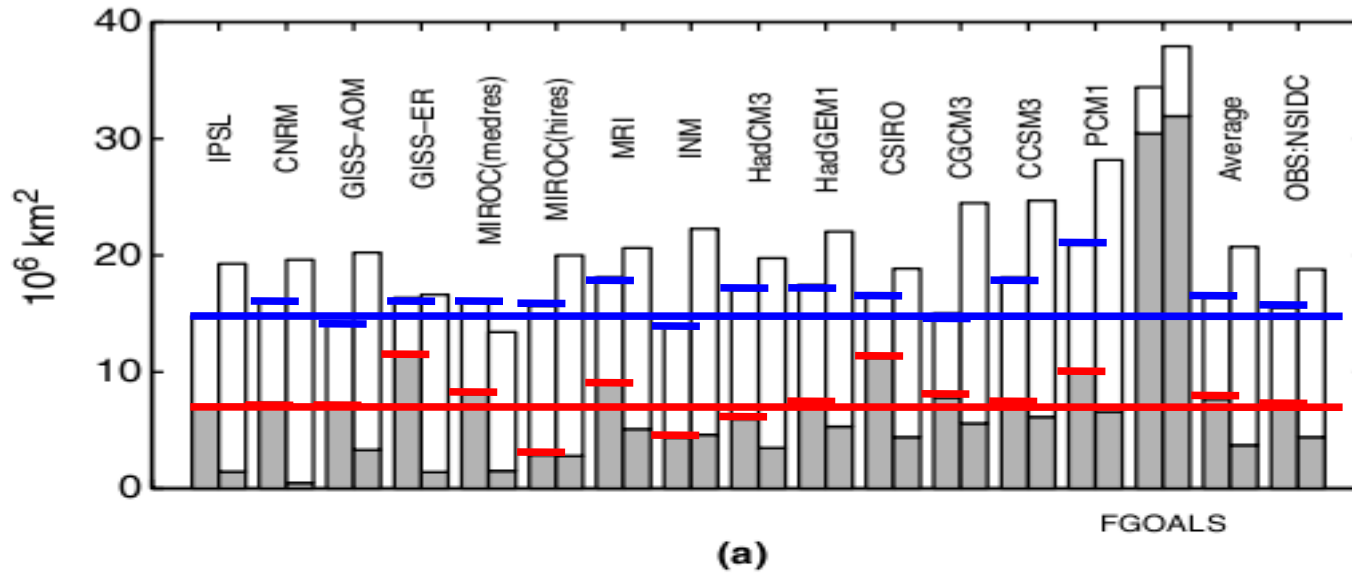 40
30
20
10
0
10⁶ km²
IPSL
CNRM
GISS–AOM
GISS–ER
MIROC(medres)
MIROC(hires)
MRI
INM
HadCM3
HadGEM1
CSIRO
CGCM3
CCSM3
PCM1
FGOALS
Average
OBS:NSIDC
(a)